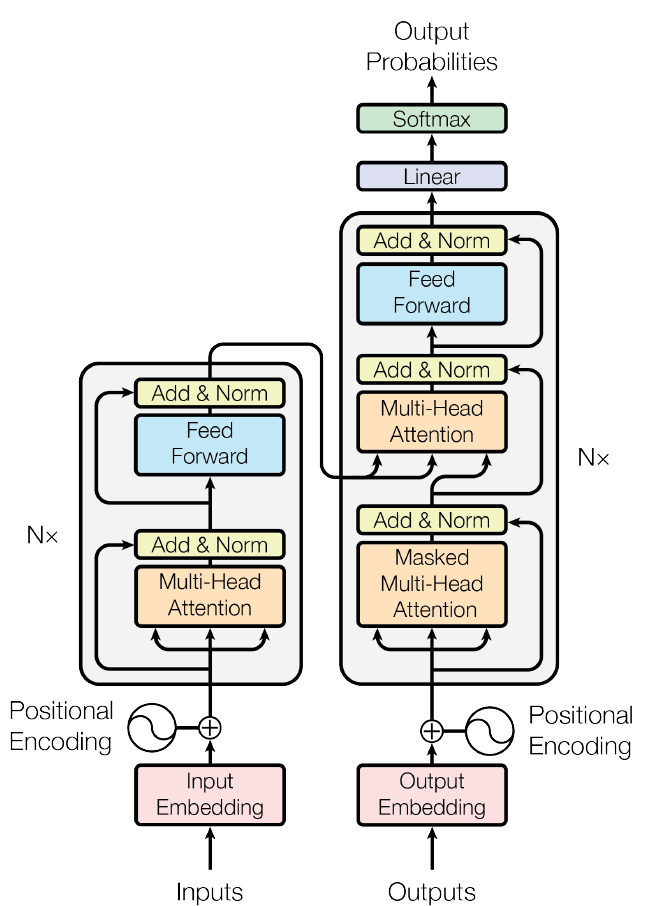 Output
Probabilities
Softmax
Linear
Add & Norm
Feed
Forward
Add & Norm
Multi-Head
Attention
Add & Norm
Masked
Multi-Head
Attention
Nx
Add & Norm
Feed
Forward
Add & Norm
Multi-Head
Attention
Nx
Positional
Encoding
Positional
Encoding
Input
Embedding
Output
Embedding
Inputs
Outputs